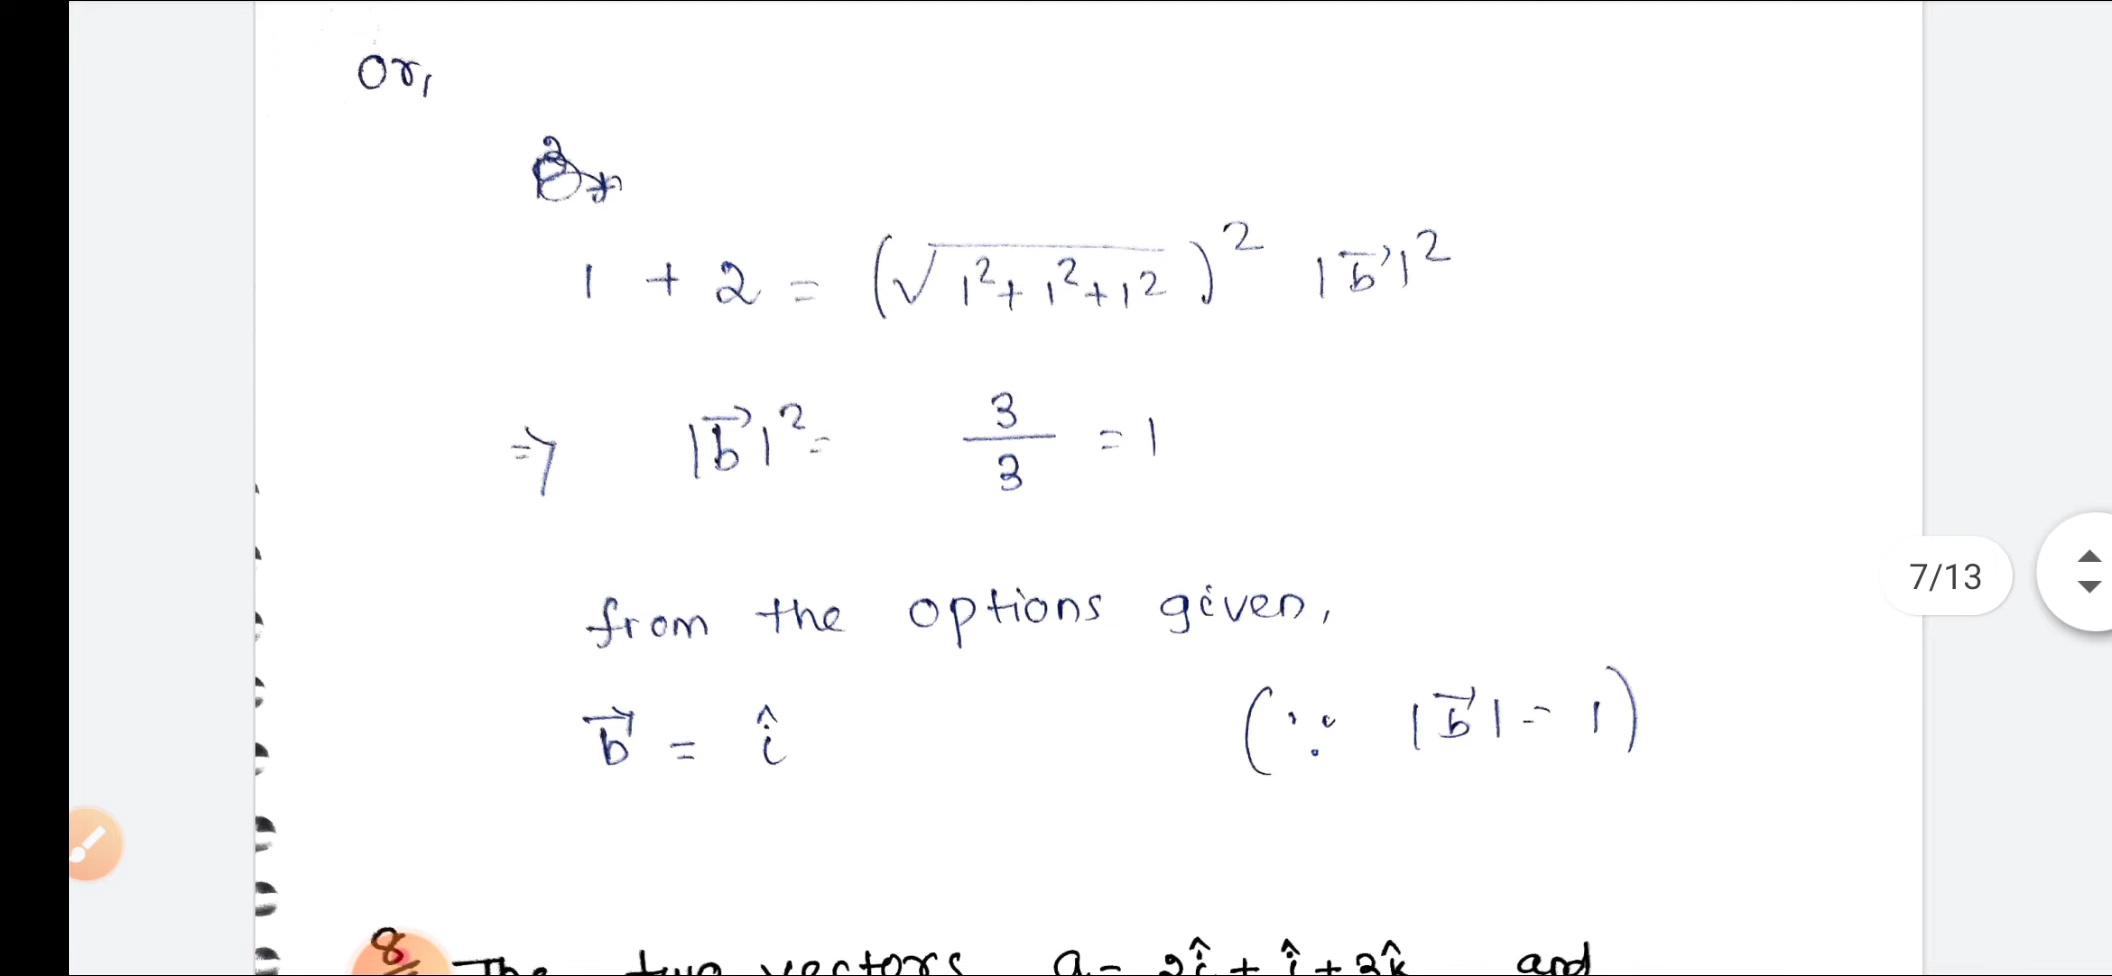 or,
1 + 2 = (√1²+1²+1²)² |b⃗|²
⇒ |b⃗|² = 3/3 = 1
from the options given,
b⃗ = î (∵ |b⃗| = 1)
7/13
8/ The two vectors a = 2î + ĵ + 3k̂ and